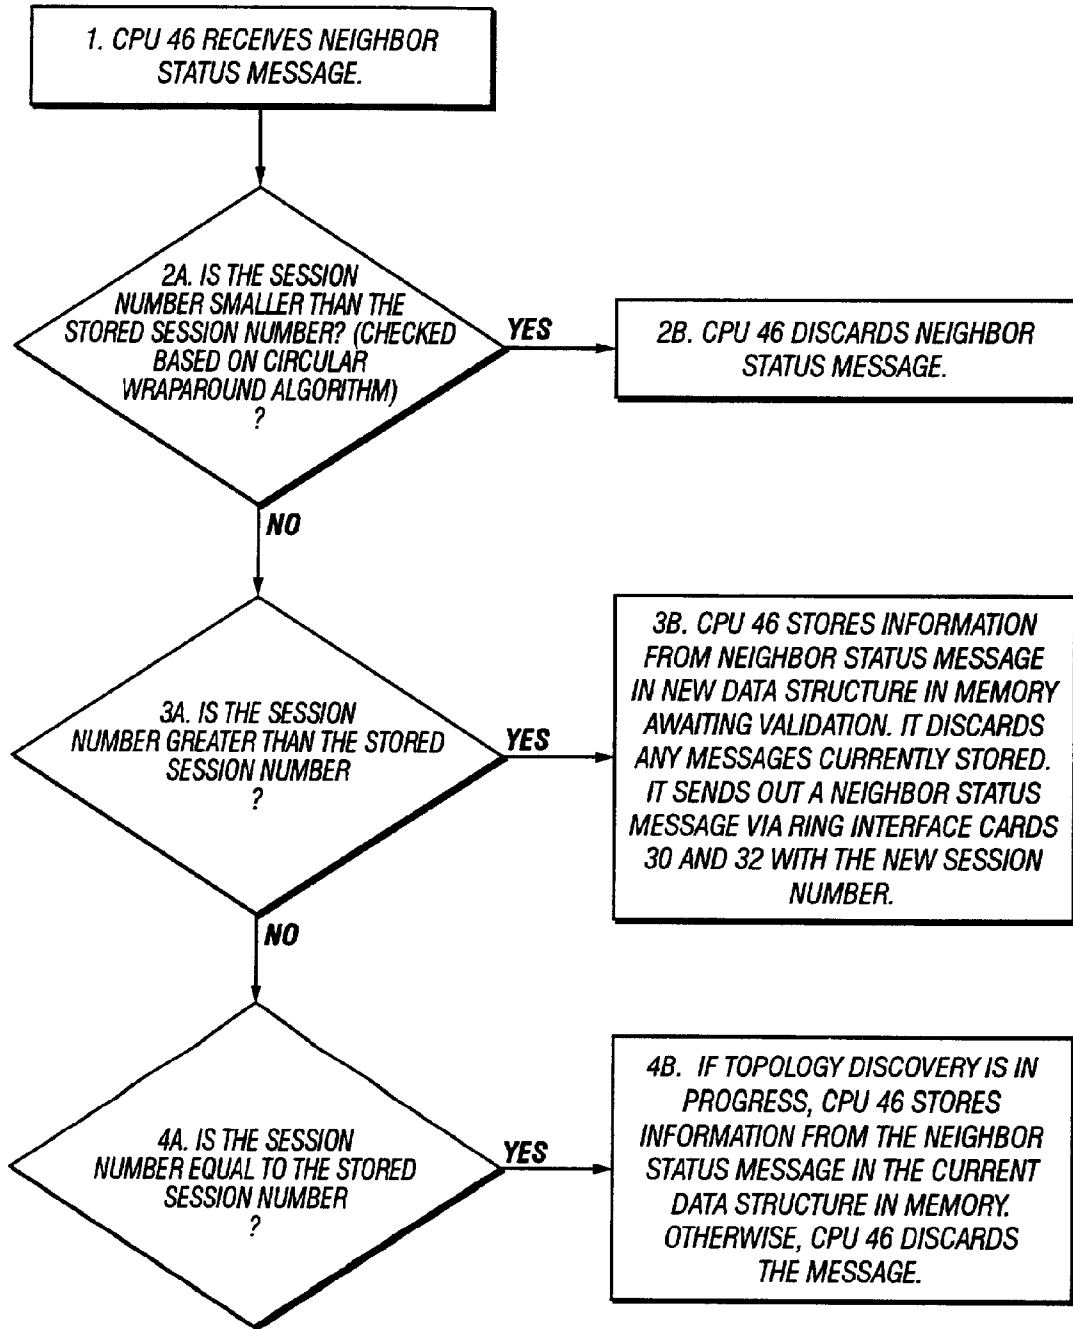 1. CPU 46 RECEIVES NEIGHBOR
STATUS MESSAGE.
2A. IS THE SESSION
NUMBER SMALLER THAN THE
STORED SESSION NUMBER? (CHECKED
BASED ON CIRCULAR
WRAPAROUND ALGORITHM)
?
YES
2B. CPU 46 DISCARDS NEIGHBOR
STATUS MESSAGE.
NO
3A. IS THE SESSION
NUMBER GREATER THAN THE STORED
SESSION NUMBER
?
YES
3B. CPU 46 STORES INFORMATION
FROM NEIGHBOR STATUS MESSAGE
IN NEW DATA STRUCTURE IN MEMORY
AWAITING VALIDATION. IT DISCARDS
ANY MESSAGES CURRENTLY STORED.
IT SENDS OUT A NEIGHBOR STATUS
MESSAGE VIA RING INTERFACE CARDS
30 AND 32 WITH THE NEW SESSION
NUMBER.
NO
4A. IS THE SESSION
NUMBER EQUAL TO THE STORED
SESSION NUMBER
?
YES
4B. IF TOPOLOGY DISCOVERY IS IN
PROGRESS, CPU 46 STORES
INFORMATION FROM THE NEIGHBOR
STATUS MESSAGE IN THE CURRENT
DATA STRUCTURE IN MEMORY.
OTHERWISE, CPU 46 DISCARDS
THE MESSAGE.